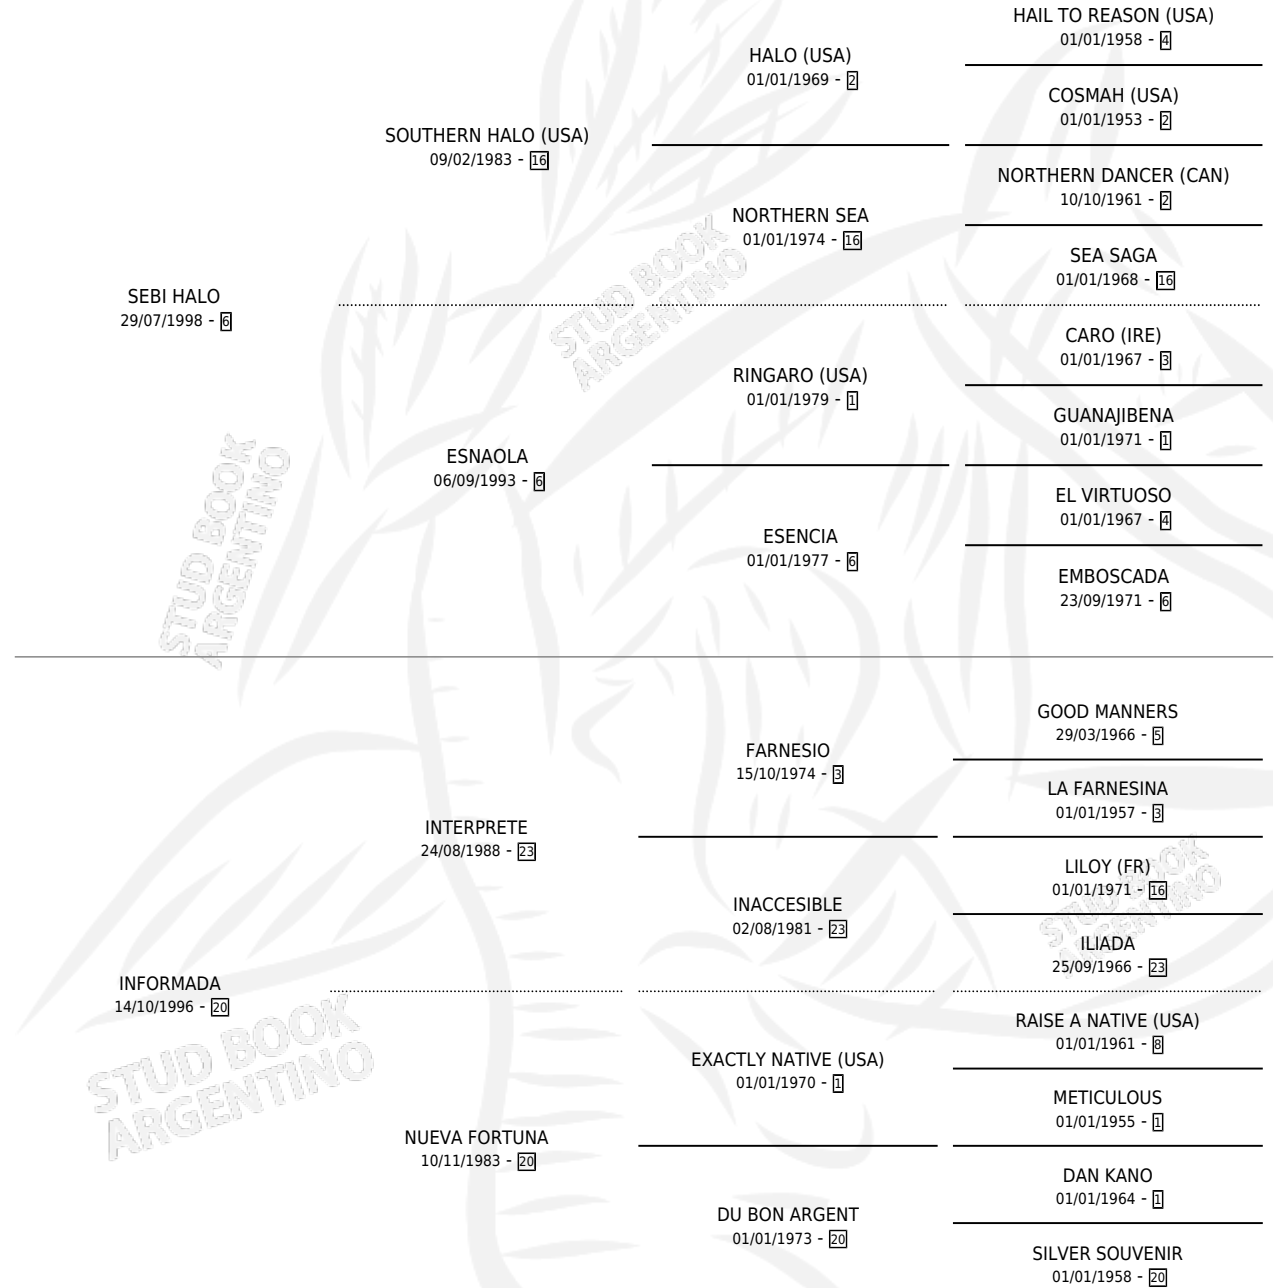 HAIL TO REASON (USA)
01/01/1958 - 4
HALO (USA)
01/01/1969 - 2
COSMAH (USA)
01/01/1953 - 2
SOUTHERN HALO (USA)
09/02/1983 - 16
NORTHERN DANCER (CAN)
10/10/1961 - 2
NORTHERN SEA
01/01/1974 - 16
SEA SAGA
01/01/1968 - 16
SEBI HALO
29/07/1998 - 6
CARO (IRE)
01/01/1967 - 3
RINGARO (USA)
01/01/1979 - 1
GUANAJIBENA
01/01/1971 - 1
ESNAOLA
06/09/1993 - 6
EL VIRTUOSO
01/01/1967 - 4
ESENCIA
01/01/1977 - 6
EMBOSCADA
23/09/1971 - 6
STUD BOOK
ARGENTINO
STUD BOOK
ARGENTINO
GOOD MANNERS
29/03/1966 - 5
FARNESIO
15/10/1974 - 3
LA FARNESINA
01/01/1957 - 3
INTERPRETE
24/08/1988 - 23
LILOY (FR)
01/01/1971 - 16
INACCESIBLE
02/08/1981 - 23
ILIADA
25/09/1966 - 23
INFORMADA
14/10/1996 - 20
RAISE A NATIVE (USA)
01/01/1961 - 8
EXACTLY NATIVE (USA)
01/01/1970 - 1
METICULOUS
01/01/1955 - 1
NUEVA FORTUNA
10/11/1983 - 20
DAN KANO
01/01/1964 - 1
DU BON ARGENT
01/01/1973 - 20
SILVER SOUVENIR
01/01/1958 - 20
STUD BOOK
ARGENTINO
STUD BOOK
ARGENTINO